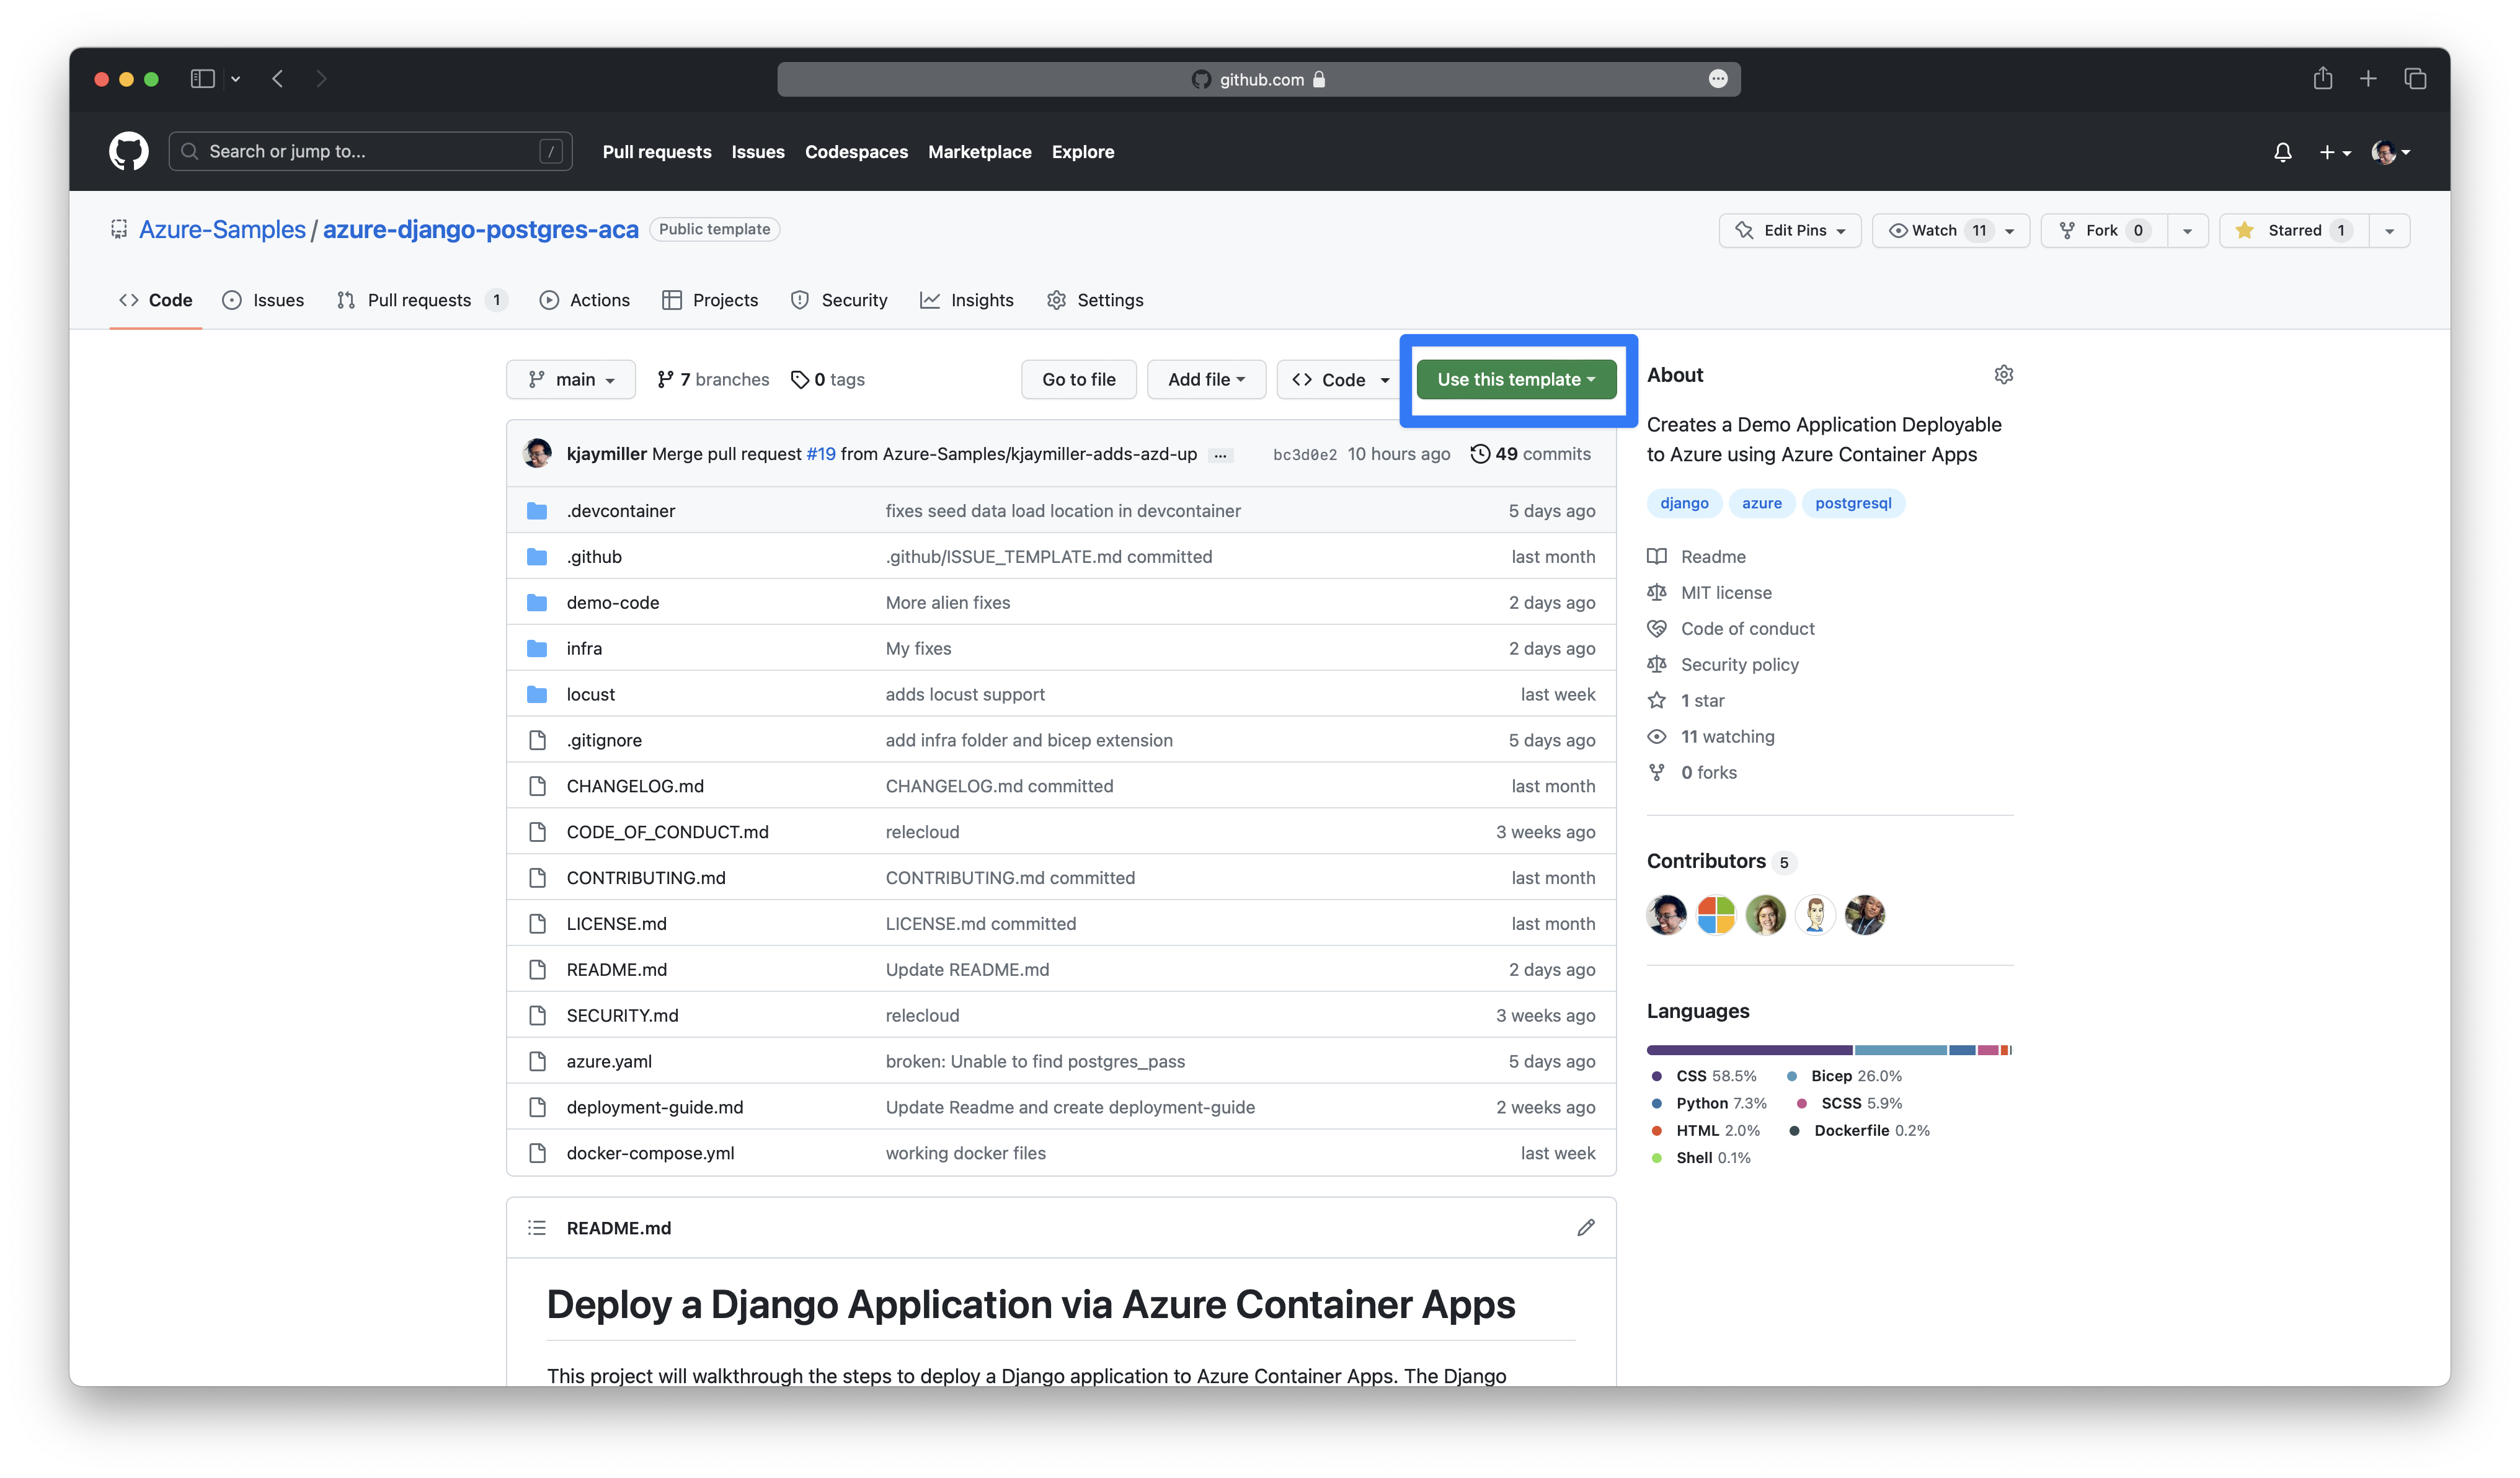 github.com
Search or jump to... /
Pull requests Issues Codespaces Marketplace Explore
Azure-Samples / azure-django-postgres-aca Public template
Edit Pins Watch 11 Fork 0 Starred 1
Code Issues Pull requests 1 Actions Projects Security Insights Settings
main 7 branches 0 tags Go to file Add file Code Use this template
kjaymiller Merge pull request #19 from Azure-Samples/kjaymiller-adds-azd-up ... bc3d0e2 10 hours ago 49 commits
.devcontainer fixes seed data load location in devcontainer 5 days ago
.github .github/ISSUE_TEMPLATE.md committed last month
demo-code More alien fixes 2 days ago
infra My fixes 2 days ago
locust adds locust support last week
.gitignore add infra folder and bicep extension 5 days ago
CHANGELOG.md CHANGELOG.md committed last month
CODE_OF_CONDUCT.md relecloud 3 weeks ago
CONTRIBUTING.md CONTRIBUTING.md committed last month
LICENSE.md LICENSE.md committed last month
README.md Update README.md 2 days ago
SECURITY.md relecloud 3 weeks ago
azure.yaml broken: Unable to find postgres_pass 5 days ago
deployment-guide.md Update Readme and create deployment-guide 2 weeks ago
docker-compose.yml working docker files last week
README.md
Deploy a Django Application via Azure Container Apps
This project will walkthrough the steps to deploy a Django application to Azure Container Apps. The Django
About
Creates a Demo Application Deployable
to Azure using Azure Container Apps
django azure postgresql
Readme
MIT license
Code of conduct
Security policy
1 star
11 watching
0 forks
Contributors 5
Languages
CSS 58.5% Bicep 26.0%
Python 7.3% SCSS 5.9%
HTML 2.0% Dockerfile 0.2%
Shell 0.1%